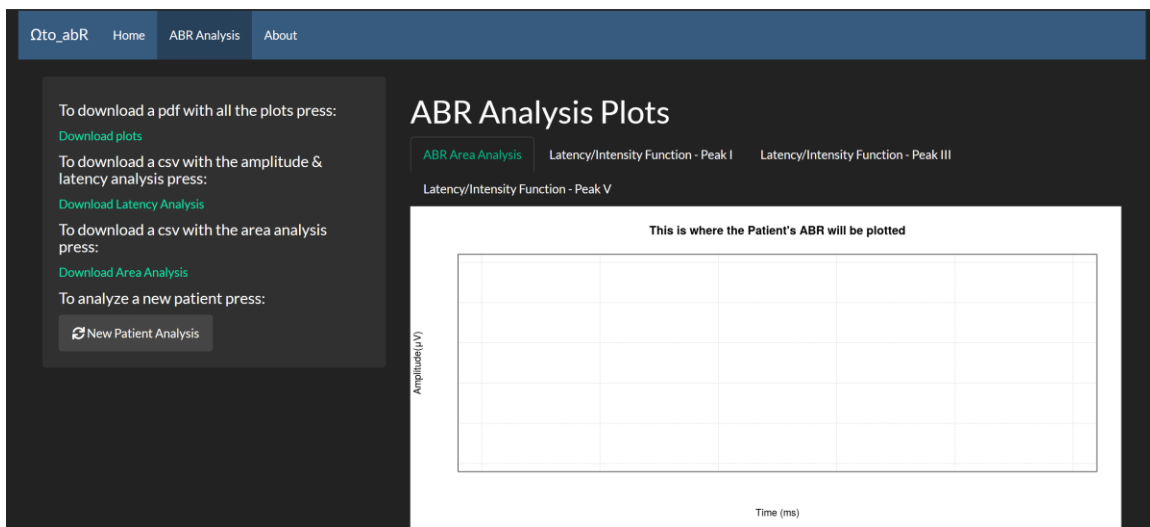 Ωto_abR Home ABR Analysis About
To download a pdf with all the plots press:
Download plots
To download a csv with the amplitude &
latency analysis press:
Download Latency Analysis
To download a csv with the area analysis
press:
Download Area Analysis
To analyze a new patient press:
New Patient Analysis
ABR Analysis Plots
ABR Area Analysis Latency/Intensity Function - Peak I Latency/Intensity Function - Peak III
Latency/Intensity Function - Peak V
This is where the Patient's ABR will be plotted
Amplitude(μV)
Time (ms)